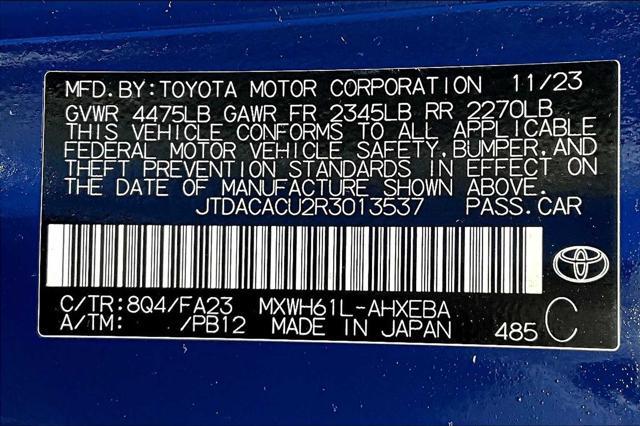 MFD. BY: TOYOTA MOTOR CORPORATION 11/23
GVWR 4475LB GAWR FR 2345LB RR 2270LB
THIS VEHICLE CONFORMS TO ALL APPLICABLE
FEDERAL MOTOR VEHICLE SAFETY, BUMPER, AND
THEFT PREVENTION STANDARDS IN EFFECT ON
THE DATE OF MANUFACTURE SHOWN ABOVE.
JTDACACU2R3013537 PASS. CAR
C/TR: 8Q4/FA23 MXWH61L-AHXEBA
A/TM: /PB12 MADE IN JAPAN 485 C